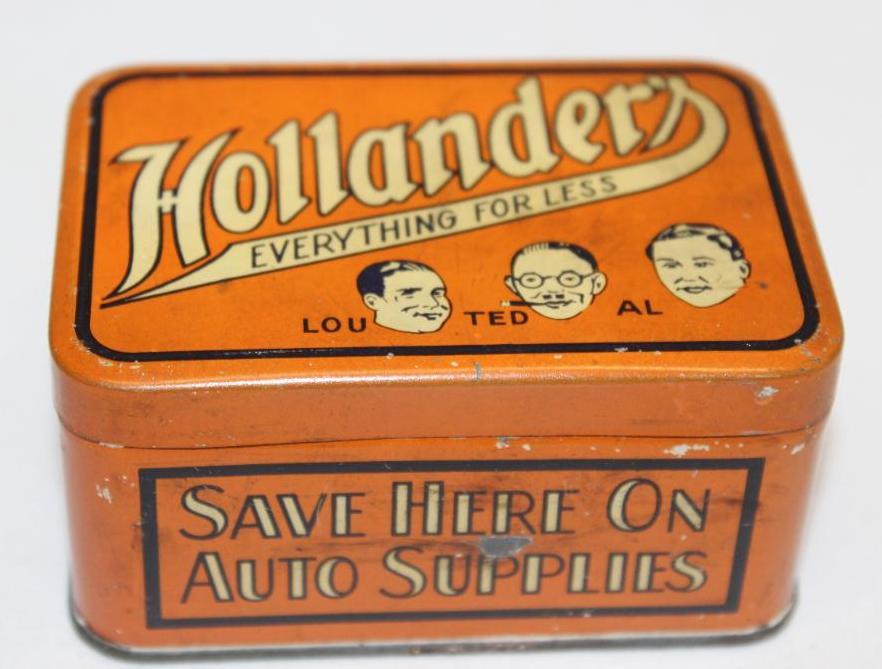 Hollander's
EVERYTHING FOR LESS
LOU TED AL
SAVE HERE ON
AUTO SUPPLIES